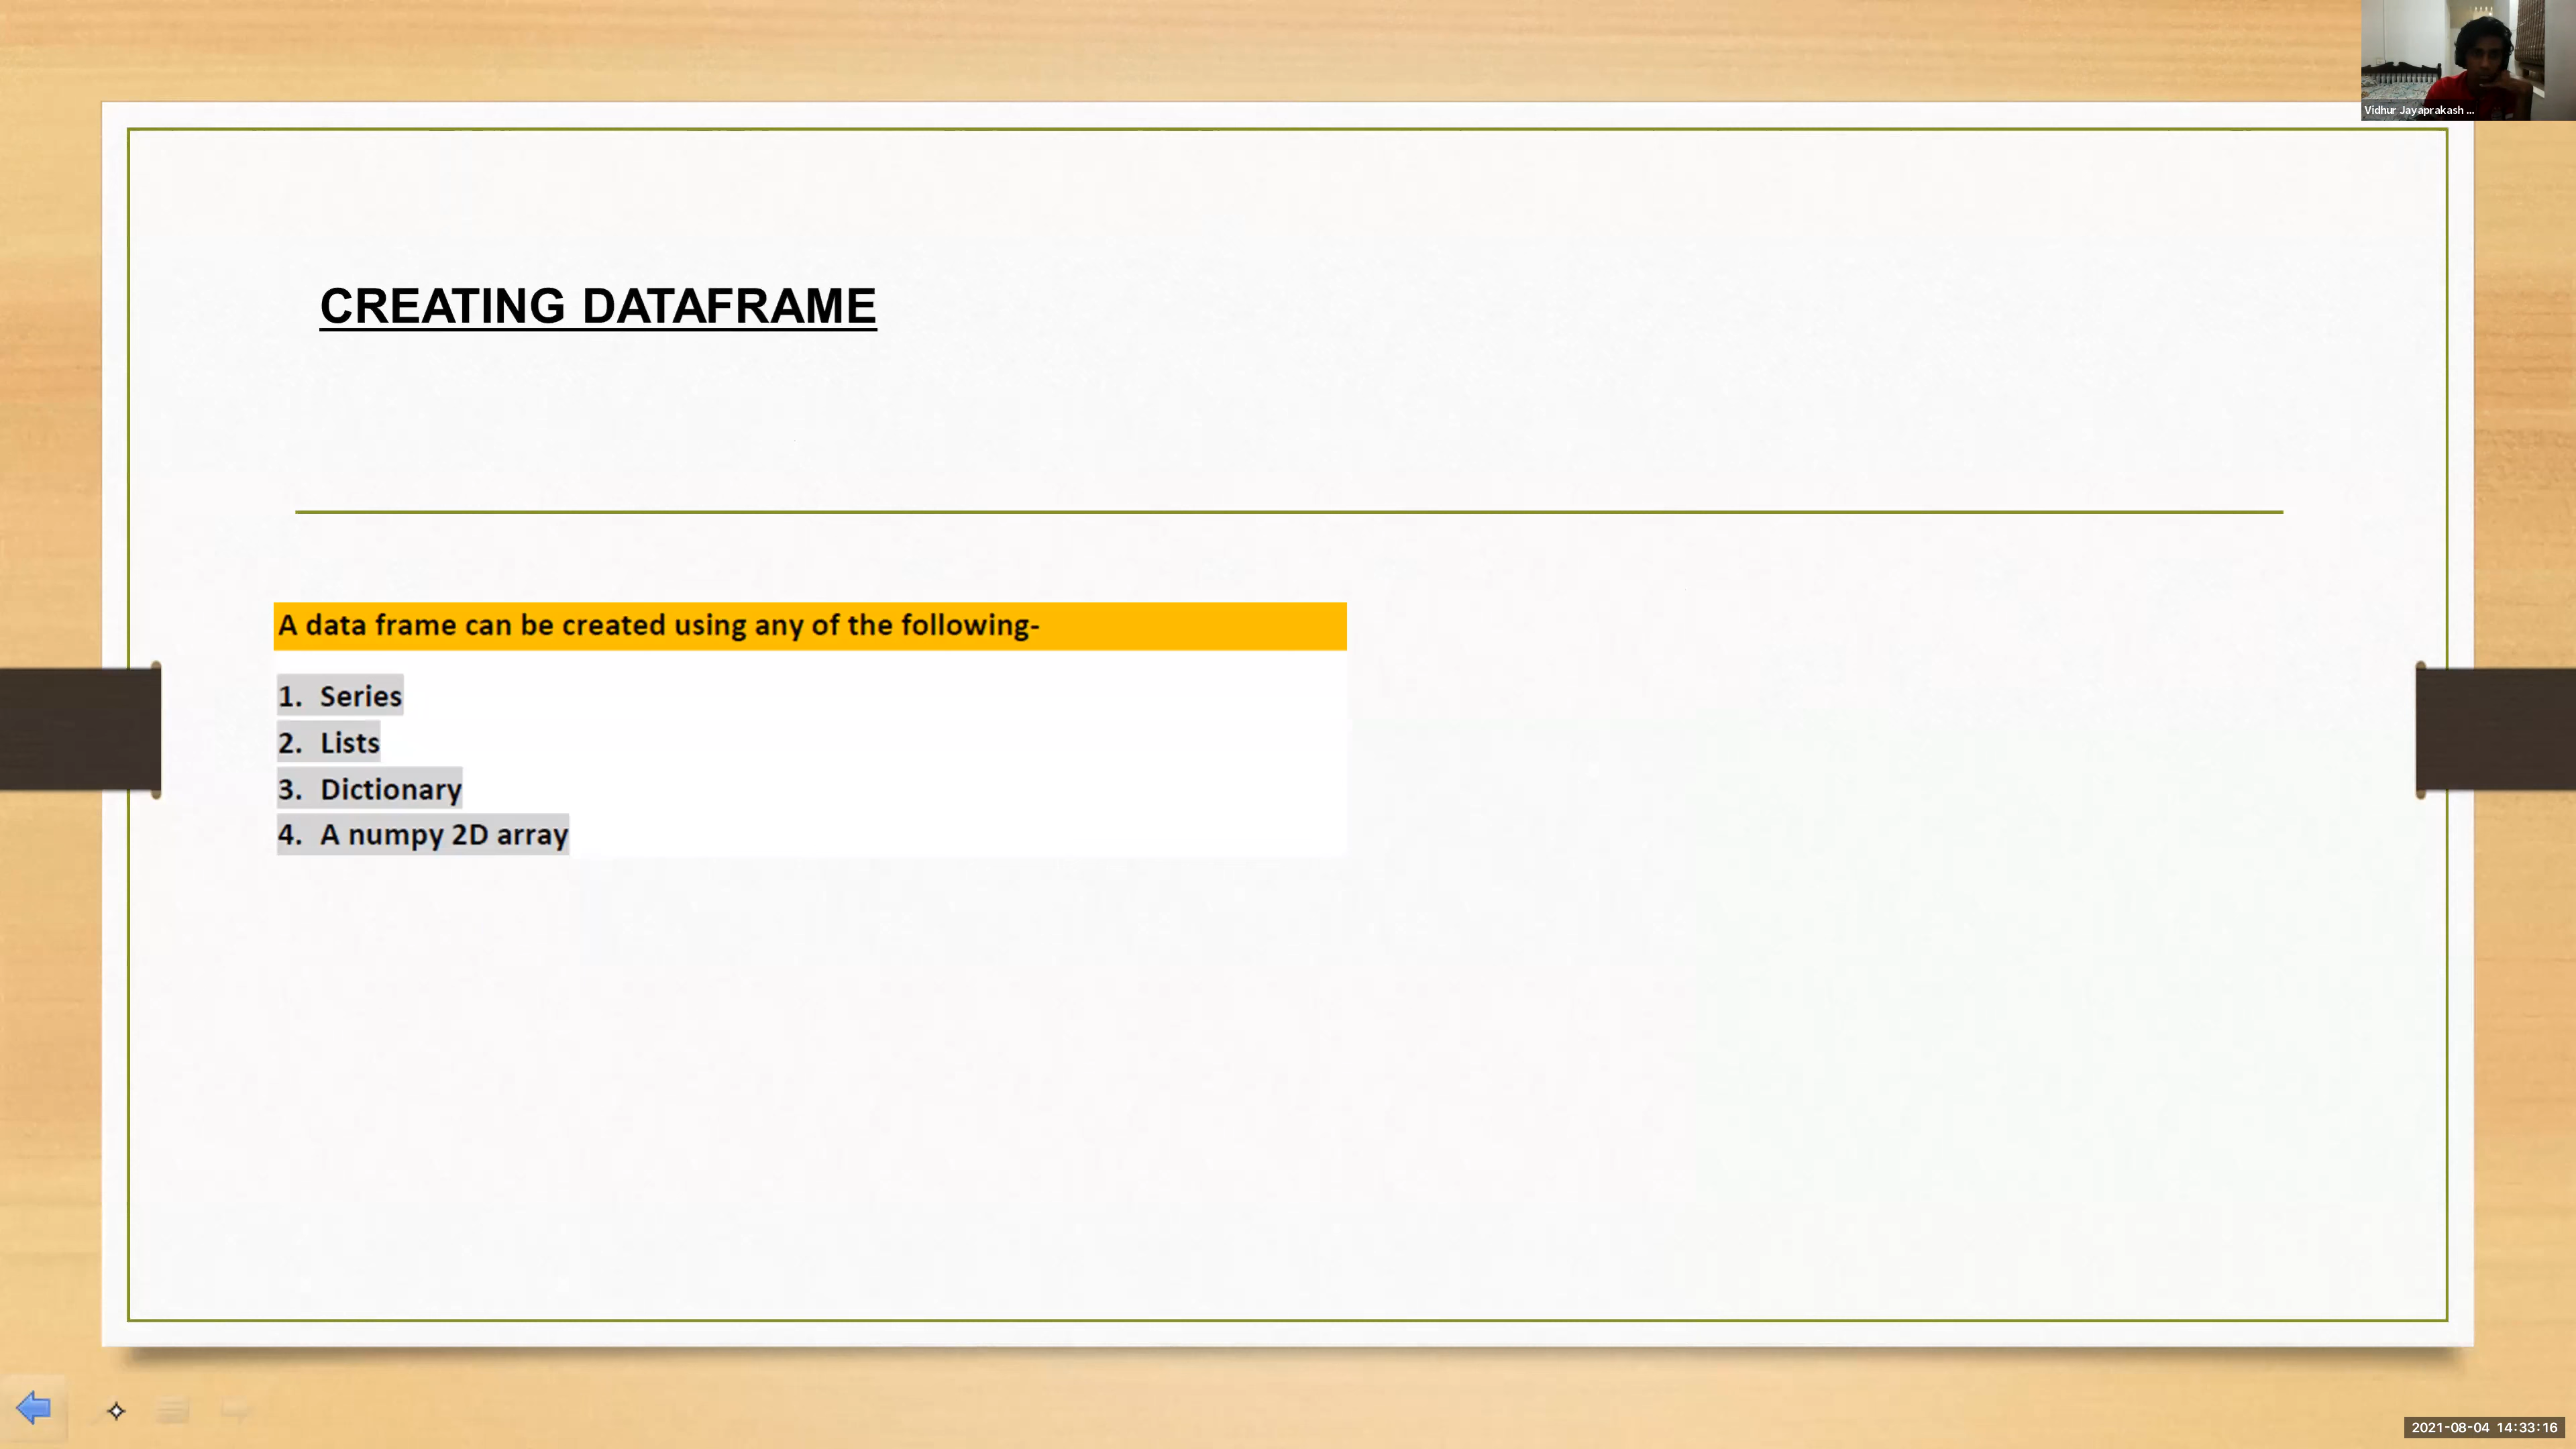 Vidhur Jayaprakash ...
CREATING DATAFRAME
A data frame can be created using any of the following-
1. Series
2. Lists
3. Dictionary
4. A numpy 2D array
2021-08-04 14:33:16